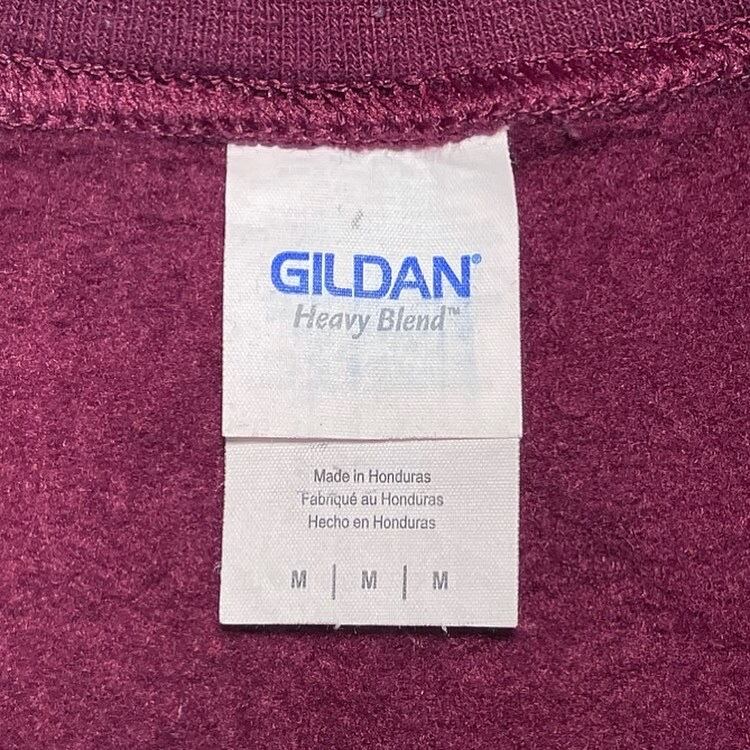 GILDAN®
Heavy Blend™
Made in Honduras
Fabriqué au Honduras
Hecho en Honduras
M | M | M